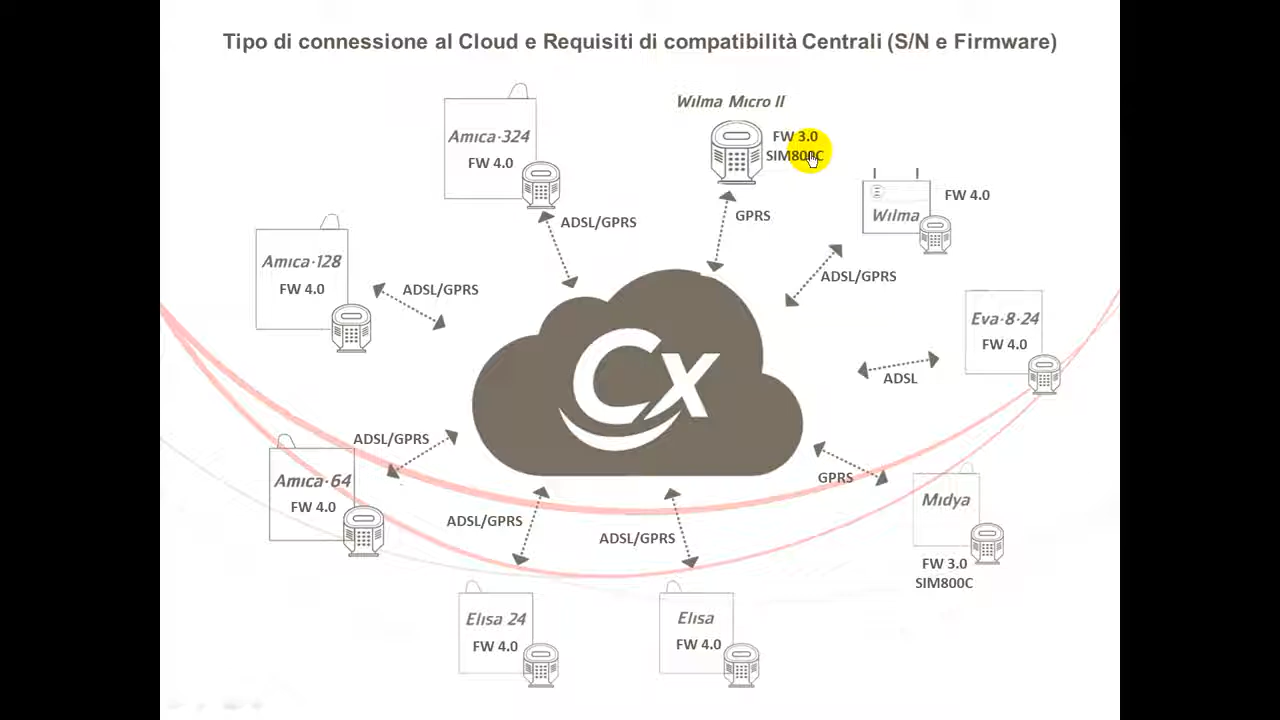 Tipo di connessione al Cloud e Requisiti di compatibilità Centrali (S/N e Firmware)
Wilma Micro II
FW 3.0
SIM800C
GPRS
Amica·324
FW 4.0
ADSL/GPRS
Wilma
FW 4.0
ADSL/GPRS
Amica·128
FW 4.0
ADSL/GPRS
Eva·8·24
FW 4.0
ADSL
Cx
Amica·64
FW 4.0
ADSL/GPRS
GPRS
Midya
FW 3.0
SIM800C
ADSL/GPRS
ADSL/GPRS
Elisa 24
FW 4.0
Elisa
FW 4.0